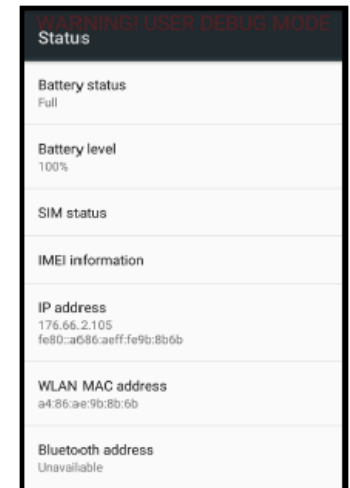 WARNING! USER DEBUG MODE
Status
Battery status
Full
Battery level
100%
SIM status
IMEI information
IP address
176.66.2.105
fe80::a686:aeff:fe9b:8b6b
WLAN MAC address
a4:86:ae:9b:8b:6b
Bluetooth address
Unavailable